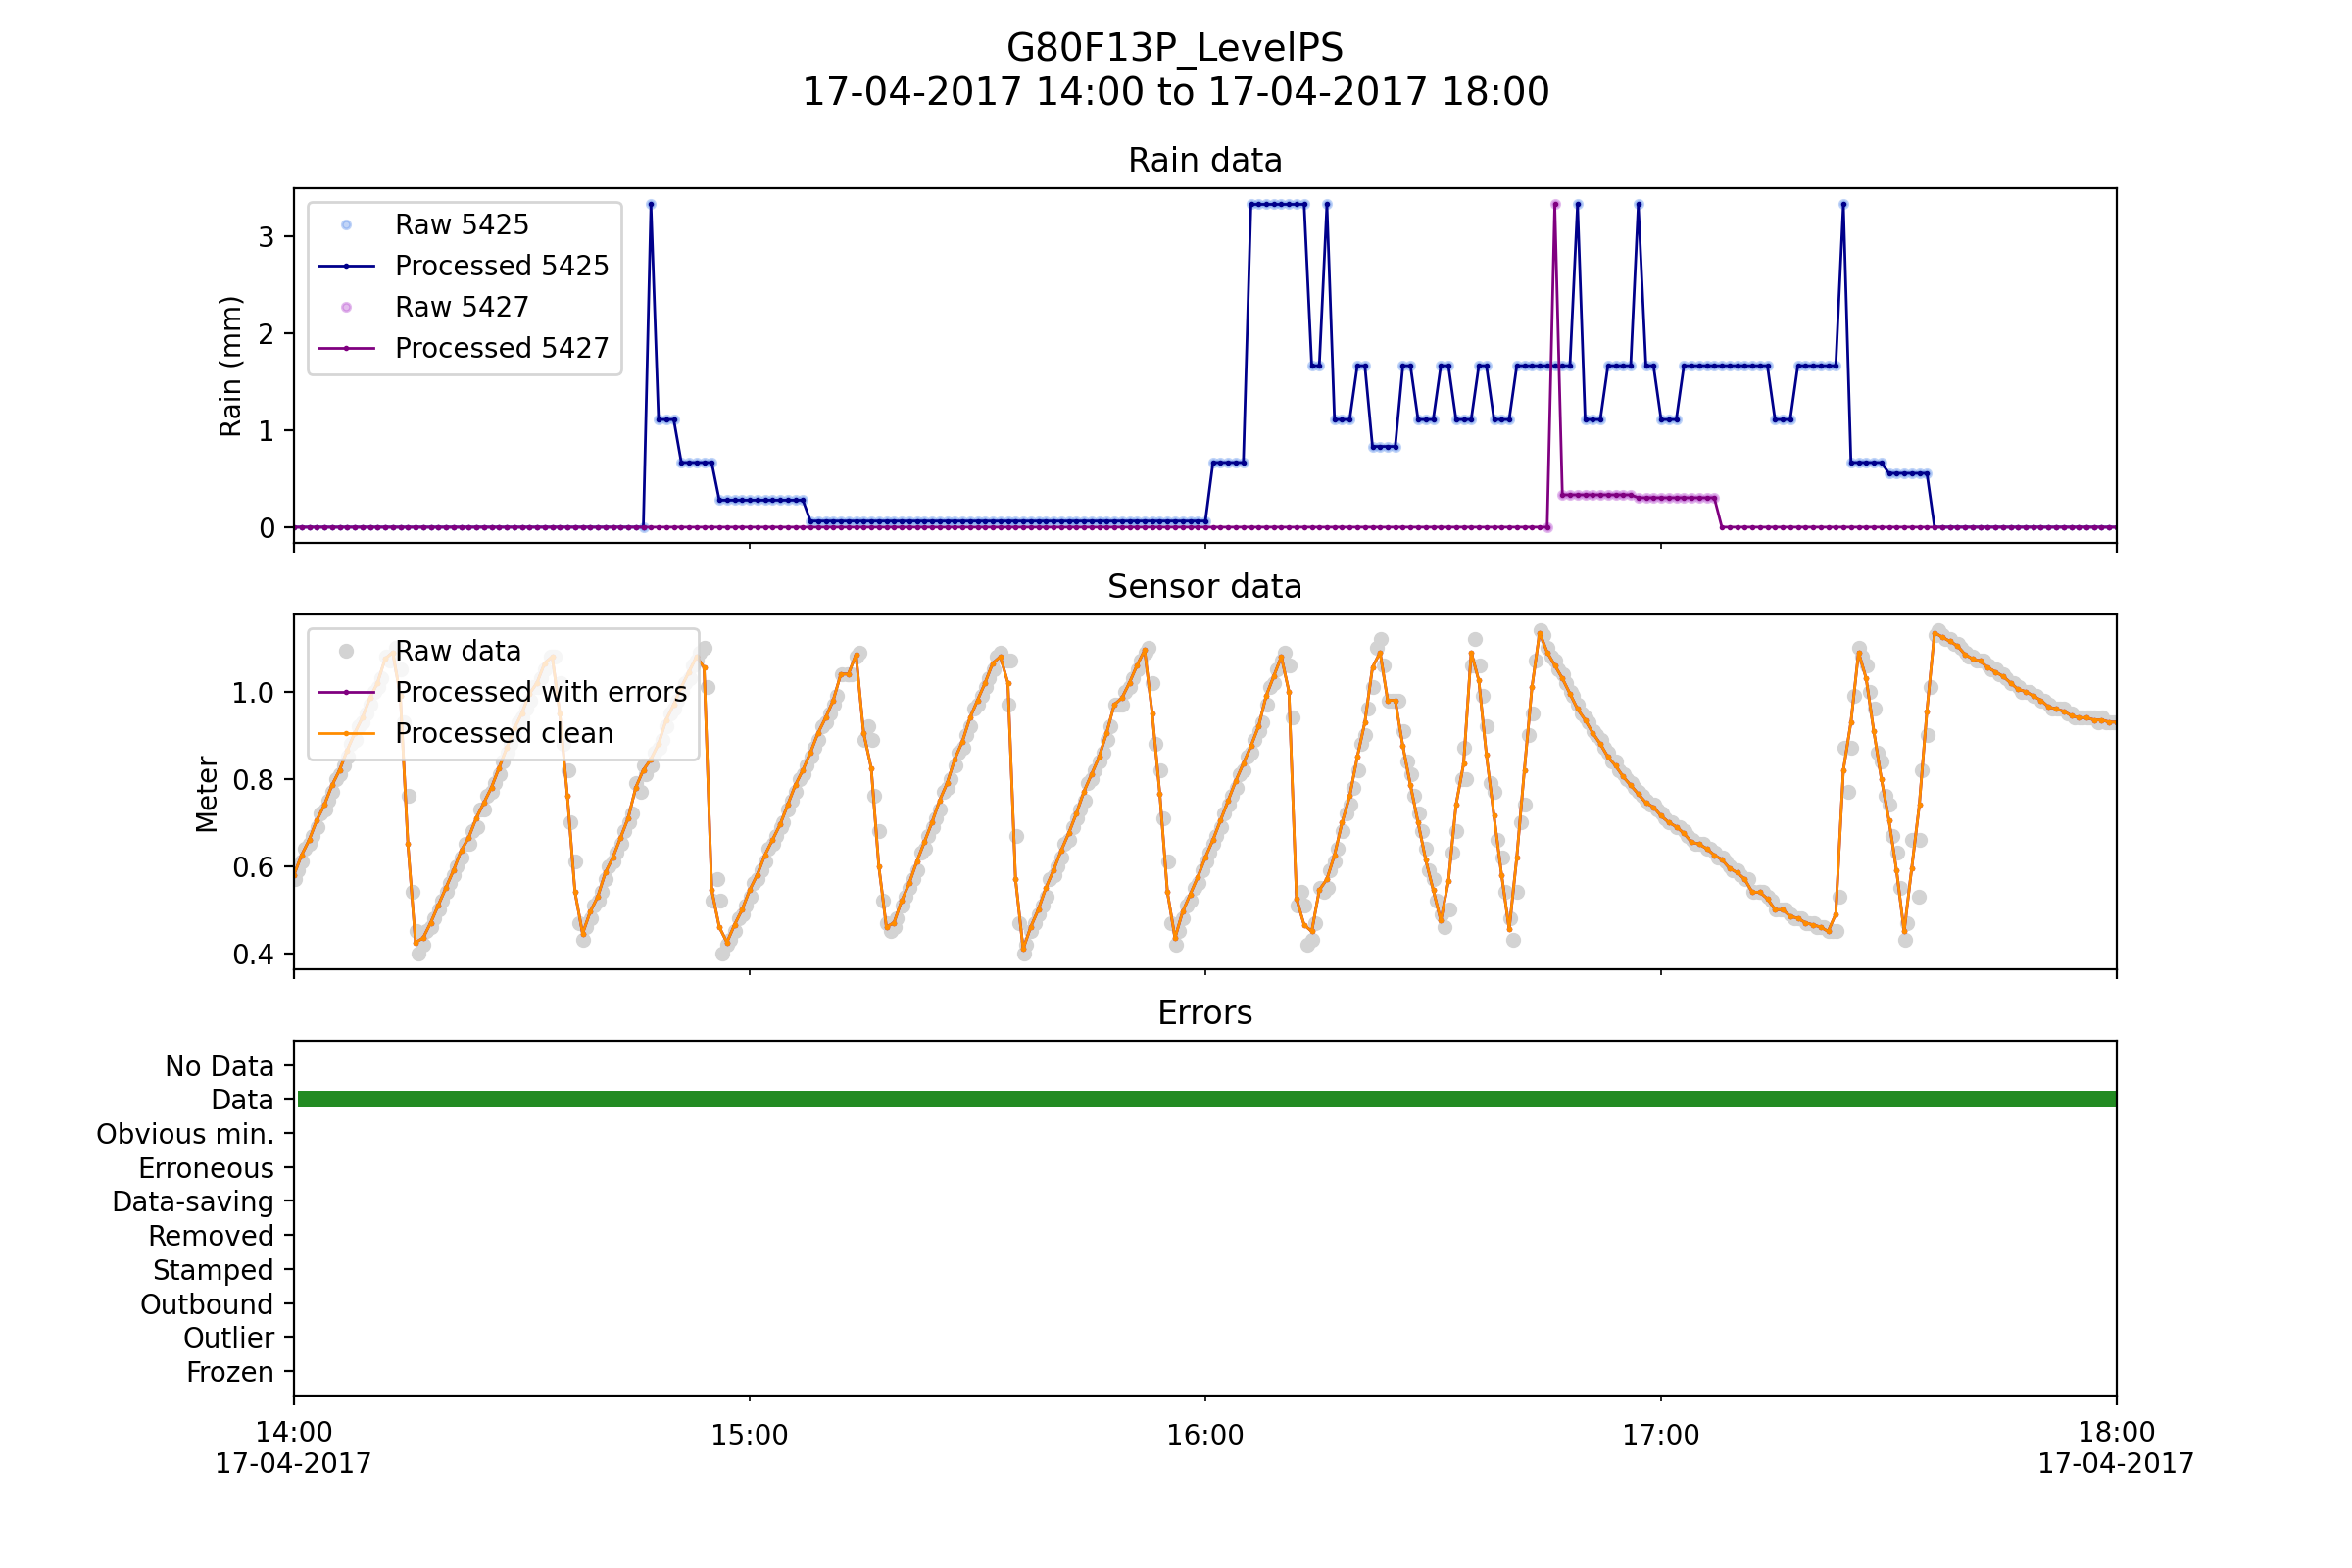 G80F13P_LevelPS
17-04-2017 14:00 to 17-04-2017 18:00
Rain data
Rain (mm)
3
2
1
0
Raw 5425
Processed 5425
Raw 5427
Processed 5427
Sensor data
Meter
1.0
0.8
0.6
0.4
Raw data
Processed with errors
Processed clean
Errors
No Data
Data
Obvious min.
Erroneous
Data-saving
Removed
Stamped
Outbound
Outlier
Frozen
14:00
17-04-2017
15:00
16:00
17:00
18:00
17-04-2017